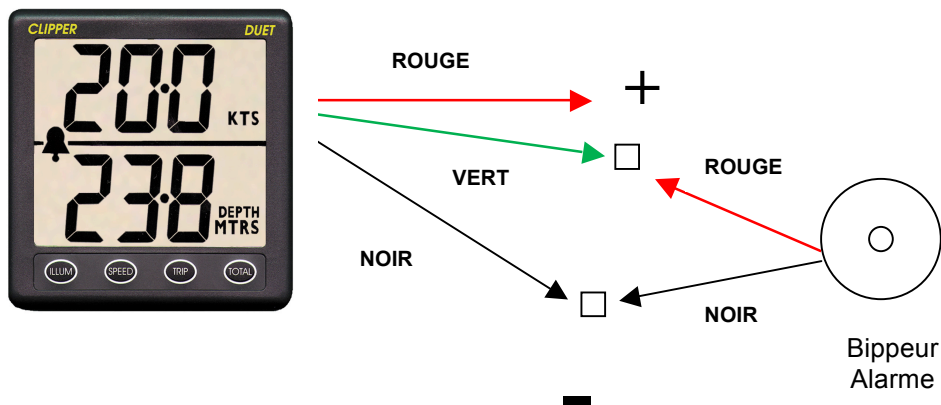 CLIPPER DUET
20.0 KTS
23.8 DEPTH
MTRS
ILLUM SPEED TRIP TOTAL
ROUGE
+
VERT
ROUGE
NOIR
NOIR
Bippeur
Alarme